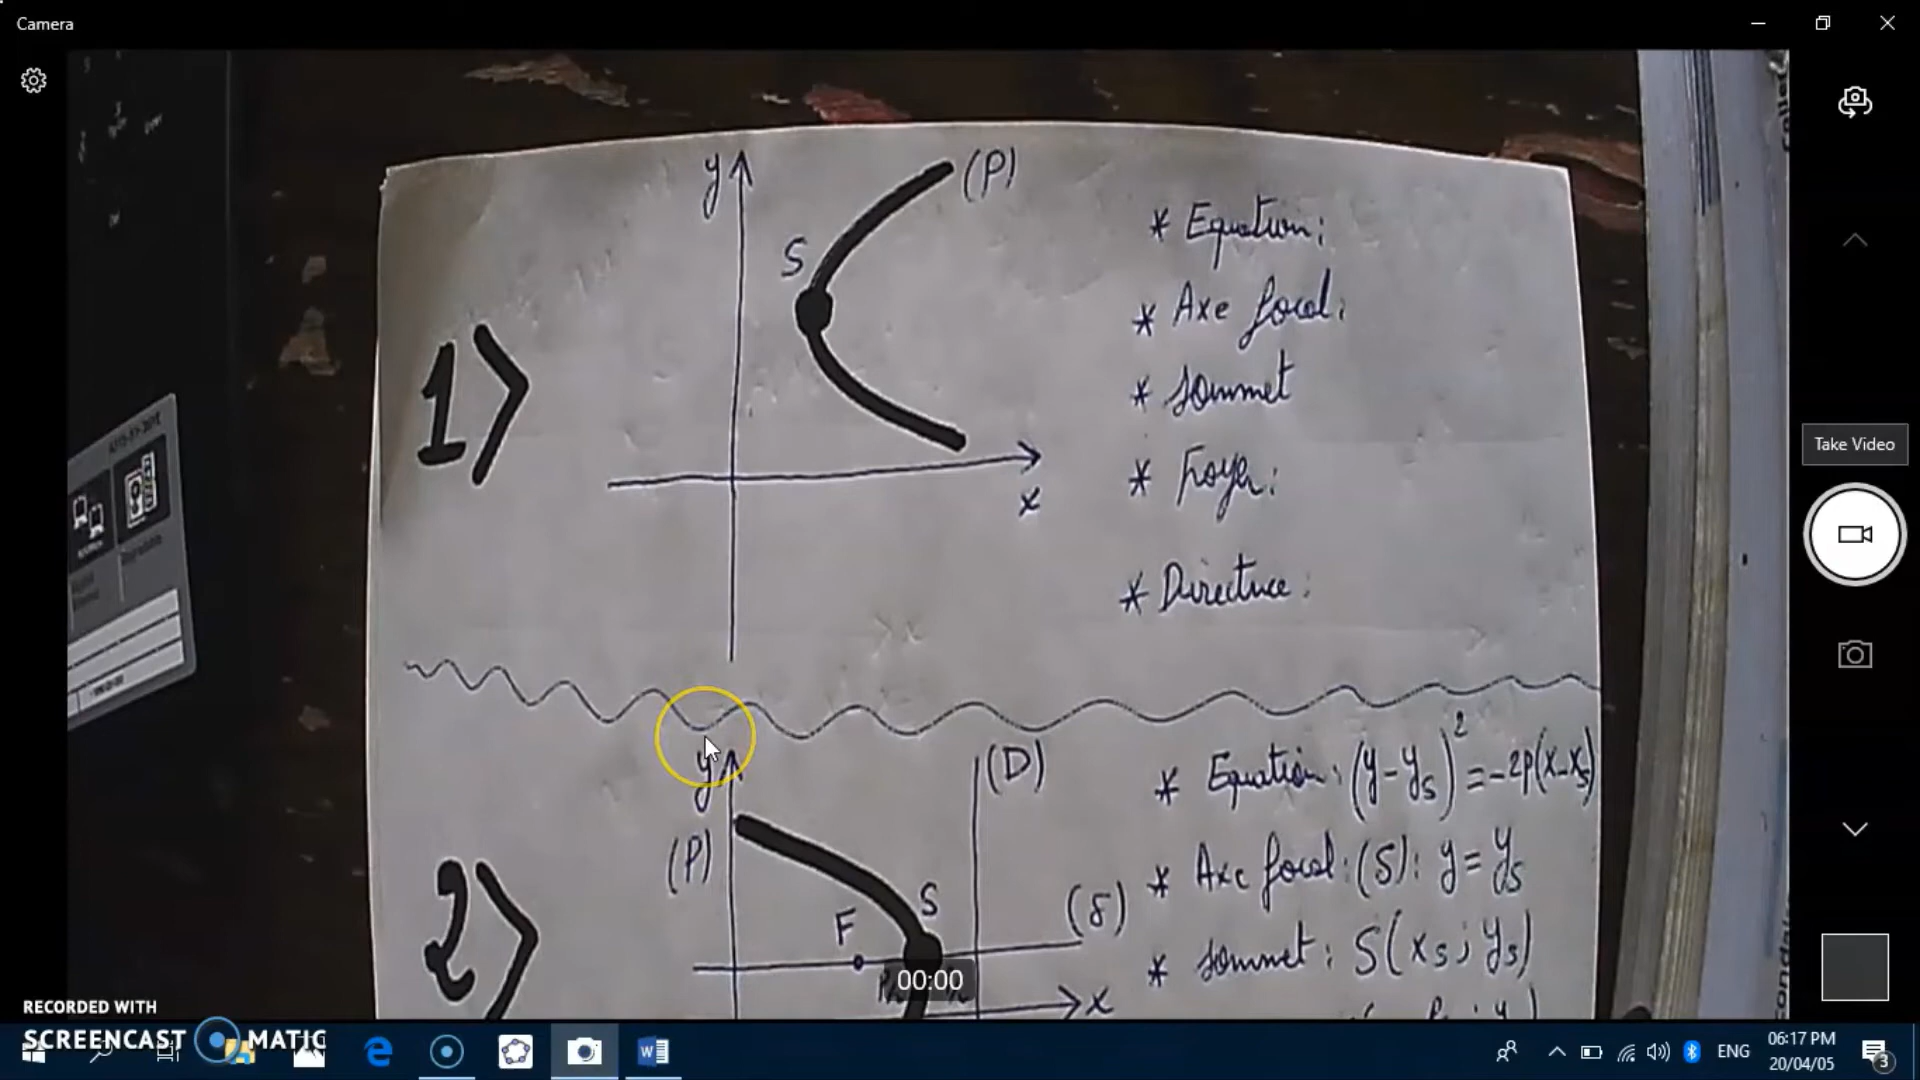 Camera
y
(P)
S
* Equation:
* Axe focal:
* Sommet
1>
* Foyer:
x
* Directrice:
Take Video
y
(D)
* Equation: (y-yS)² = -2P(x-xS)
(P)
* Axe focal: (δ): y = yS
S
F
(δ)
2>
* Sommet: S(xS; yS)
00:00
x
RECORDED WITH
SCREENCAST MATIC
ENG
06:17 PM
20/04/05
3